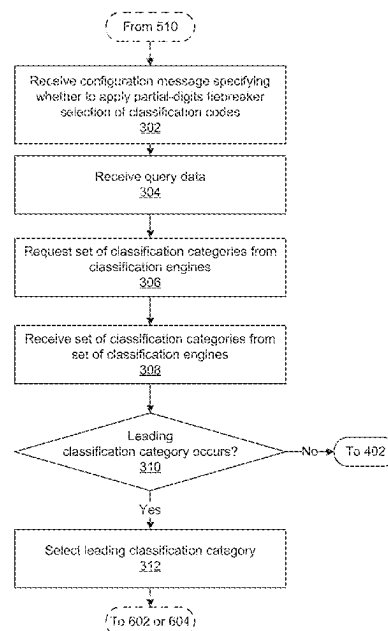 From 510
Receive configuration message specifying
whether to apply partial-digits tiebreaker
selection of classification codes
302
Receive query data
304
Request set of classification categories from
classification engines
306
Receive set of classification categories from
set of classification engines
308
Leading
classification category occurs?
310
No
To 402
Yes
Select leading classification category
312
To 602 or 604